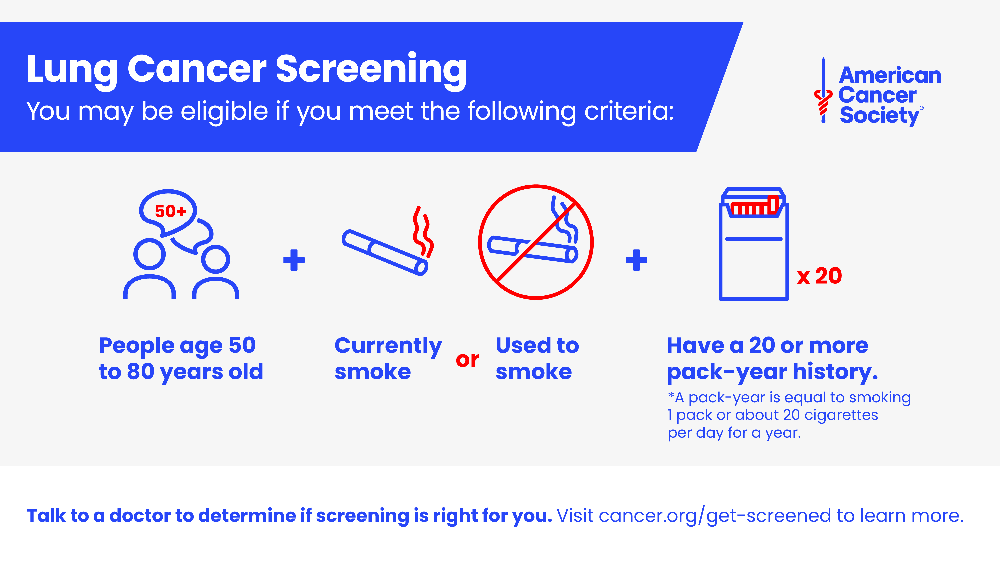 Lung Cancer Screening
You may be eligible if you meet the following criteria:
American
Cancer
Society®
50+
x 20
People age 50
to 80 years old
Currently
smoke
or
Used to
smoke
Have a 20 or more
pack-year history.
*A pack-year is equal to smoking
1 pack or about 20 cigarettes
per day for a year.
Talk to a doctor to determine if screening is right for you. Visit cancer.org/get-screened to learn more.